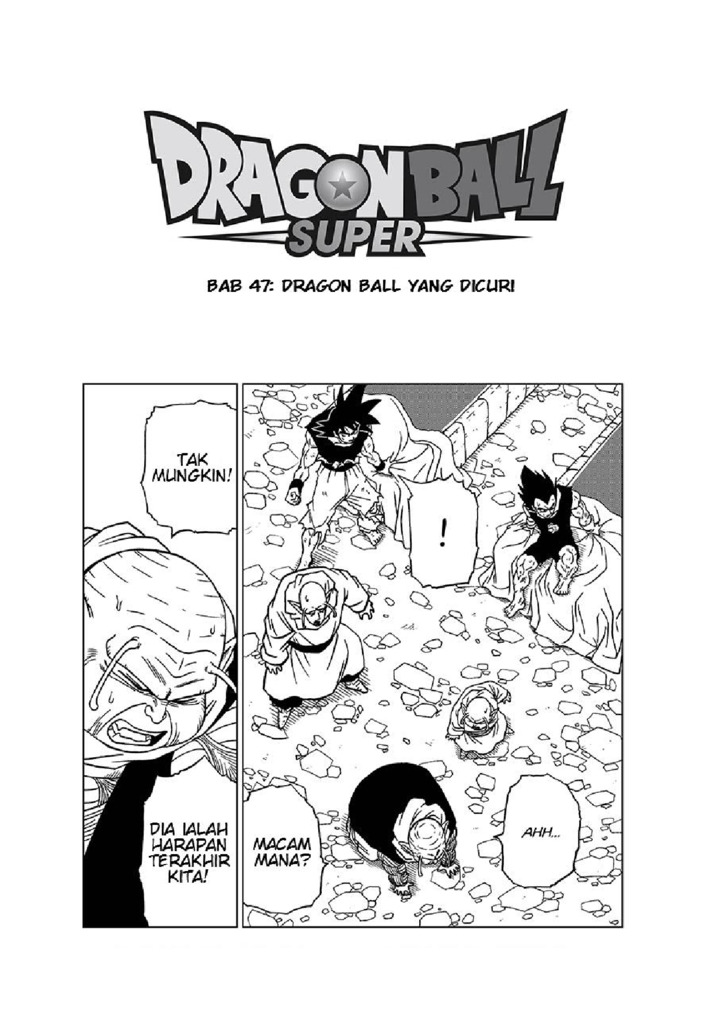 DRAGON BALL
SUPER
BAB 47: DRAGON BALL YANG DICURI
!
MACAM
MANA?
AHH...
TAK
MUNGKIN!
DIA IALAH
HARAPAN
TERAKHIR
KITA!